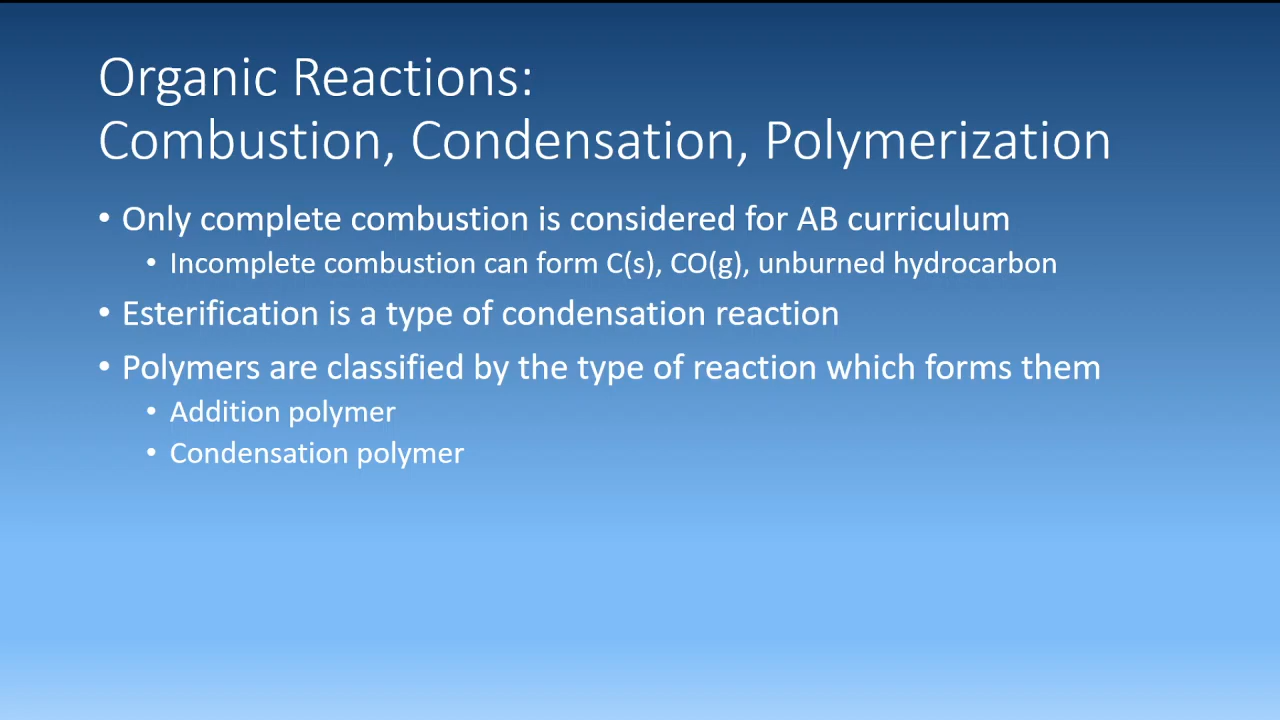 Organic Reactions:
Combustion, Condensation, Polymerization
• Only complete combustion is considered for AB curriculum
• Incomplete combustion can form C(s), CO(g), unburned hydrocarbon
• Esterification is a type of condensation reaction
• Polymers are classified by the type of reaction which forms them
• Addition polymer
• Condensation polymer